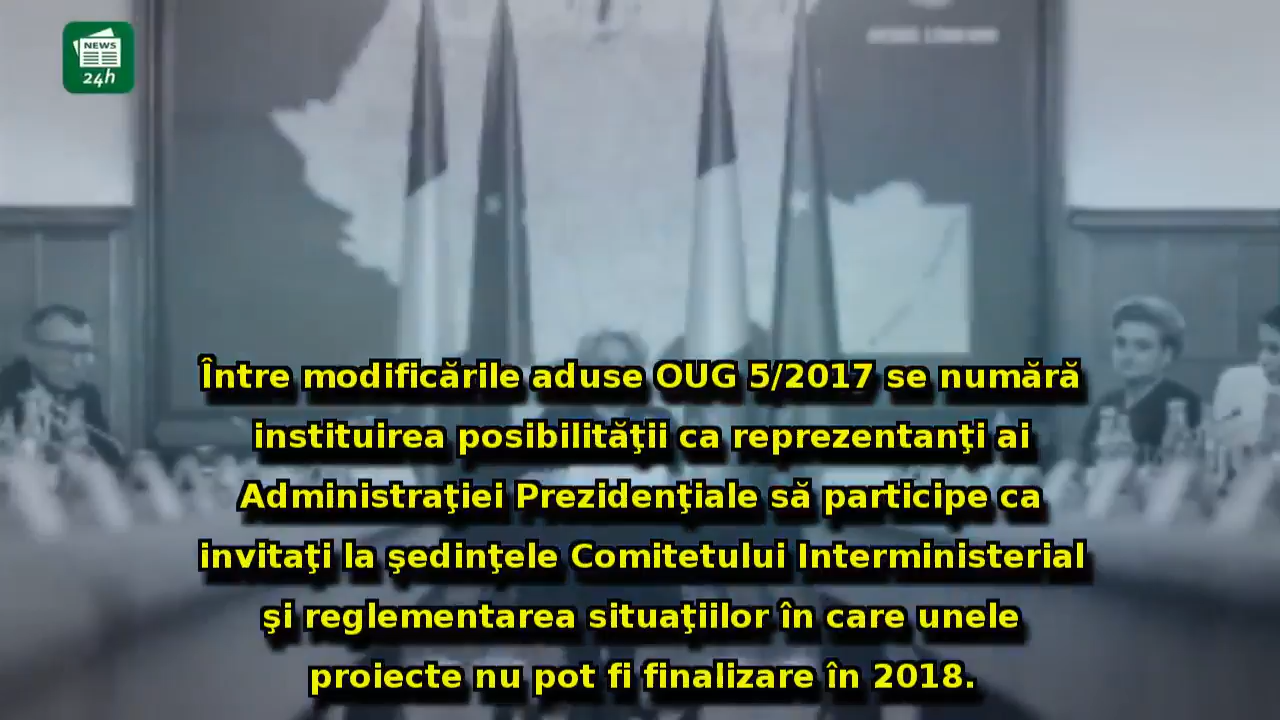 NEWS
24h
Între modificările aduse OUG 5/2017 se numără
instituirea posibilităţii ca reprezentanţi ai
Administraţiei Prezidenţiale să participe ca
invitaţi la şedinţele Comitetului Interministerial
şi reglementarea situaţiilor în care unele
proiecte nu pot fi finalizare în 2018.